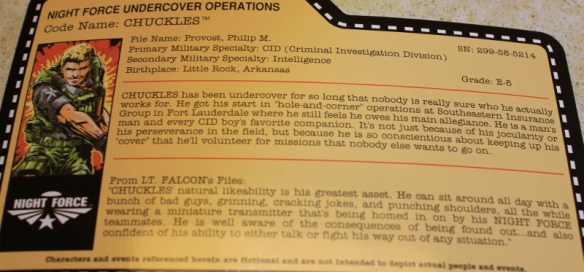 NIGHT FORCE UNDERCOVER OPERATIONS
Code Name: CHUCKLES™
File Name: Provost, Philip M.
SN: 299-58-5214
Primary Military Specialty: CID (Criminal Investigation Division)
Secondary Military Specialty: Intelligence
Birthplace: Little Rock, Arkansas
Grade: E-5
CHUCKLES has been undercover for so long that nobody is really sure who he actually
works for. He got his start in "hole-and-corner" operations at Southeastern Insurance
Group in Fort Lauderdale where he still feels he owes his main allegiance. He is a man's
man and every CID boy's favorite companion. It's not just because of his jocularity or
his perseverance in the field, but because he is so conscientious about keeping up his
"cover" that he'll volunteer for missions that nobody else wants to go on.
From LT. FALCON's Files:
"CHUCKLES' natural likeability is his greatest asset. He can sit around all day with a
bunch of bad guys, grinning, cracking jokes, and punching shoulders, all the while
wearing a miniature transmitter that's being homed in on by his NIGHT FORCE
teammates. He is well aware of the consequences of being found out...and also
confident of his ability to either talk or fight his way out of any situation."
NIGHT FORCE
Characters and events referenced herein are fictional and are not intended to depict actual people and events.